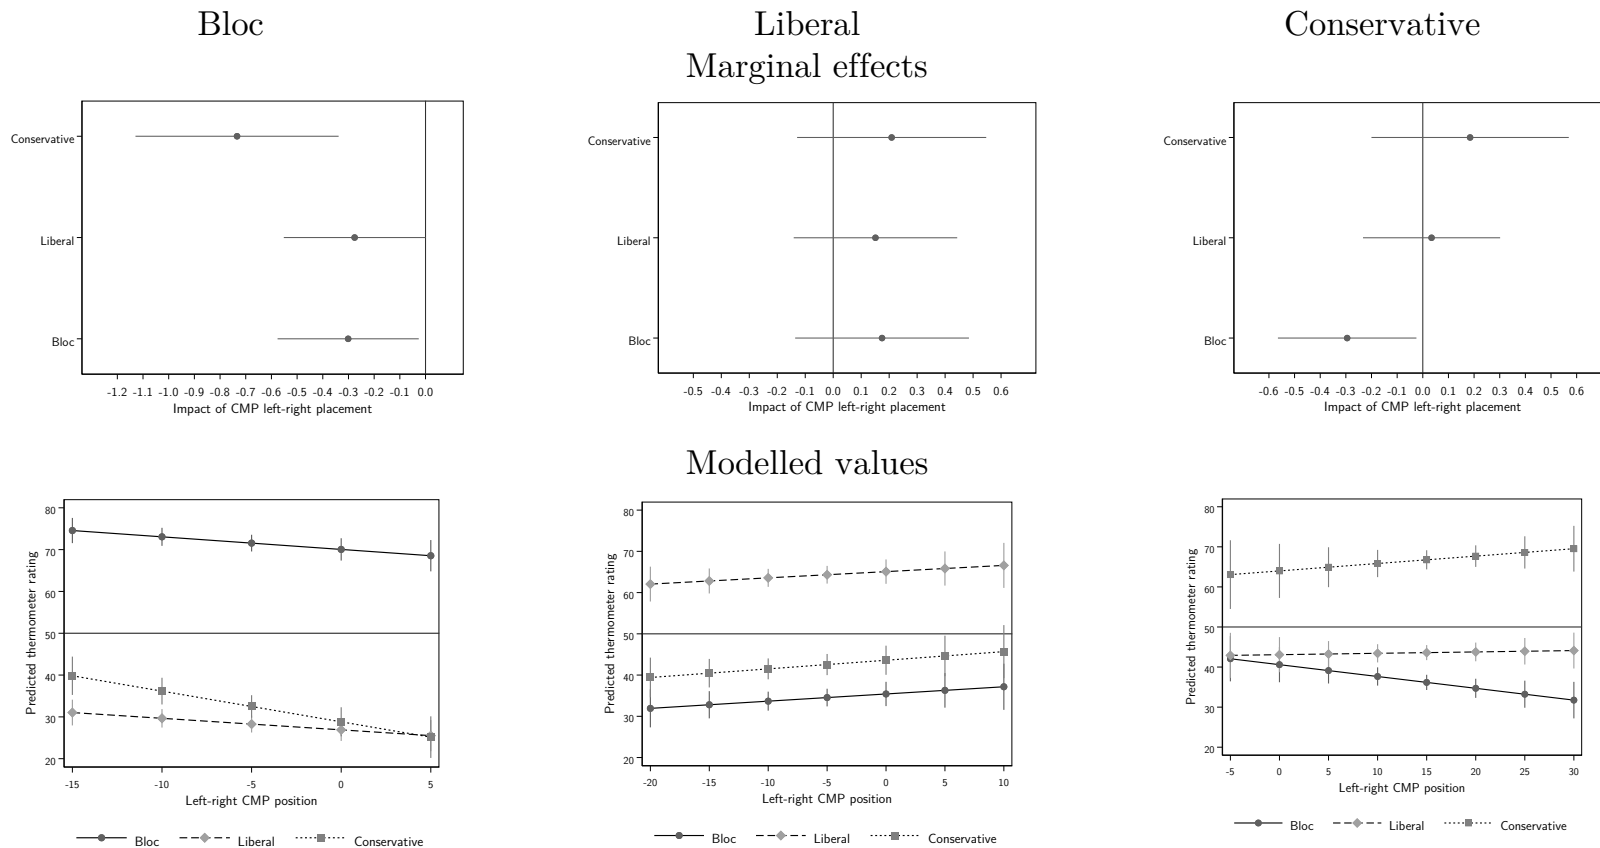 Bloc Liberal Conservative
Marginal effects
Conservative
Liberal
Bloc
-1.2 -1.1 -1.0 -0.9 -0.8 -0.7 -0.6 -0.5 -0.4 -0.3 -0.2 -0.1 0.0
Impact of CMP left-right placement
Conservative
Liberal
Bloc
-0.5 -0.4 -0.3 -0.2 -0.1 0.0 0.1 0.2 0.3 0.4 0.5 0.6
Impact of CMP left-right placement
Conservative
Liberal
Bloc
-0.6 -0.5 -0.4 -0.3 -0.2 -0.1 0.0 0.1 0.2 0.3 0.4 0.5 0.6
Impact of CMP left-right placement
Modelled values
Predicted thermometer rating
80
70
60
50
40
30
20
-15 -10 -5 0 5
Left-right CMP position
Bloc Liberal Conservative
Predicted thermometer rating
80
70
60
50
40
30
20
-20 -15 -10 -5 0 5 10
Left-right CMP position
Bloc Liberal Conservative
Predicted thermometer rating
80
70
60
50
40
30
20
-5 0 5 10 15 20 25 30
Left-right CMP position
Bloc Liberal Conservative